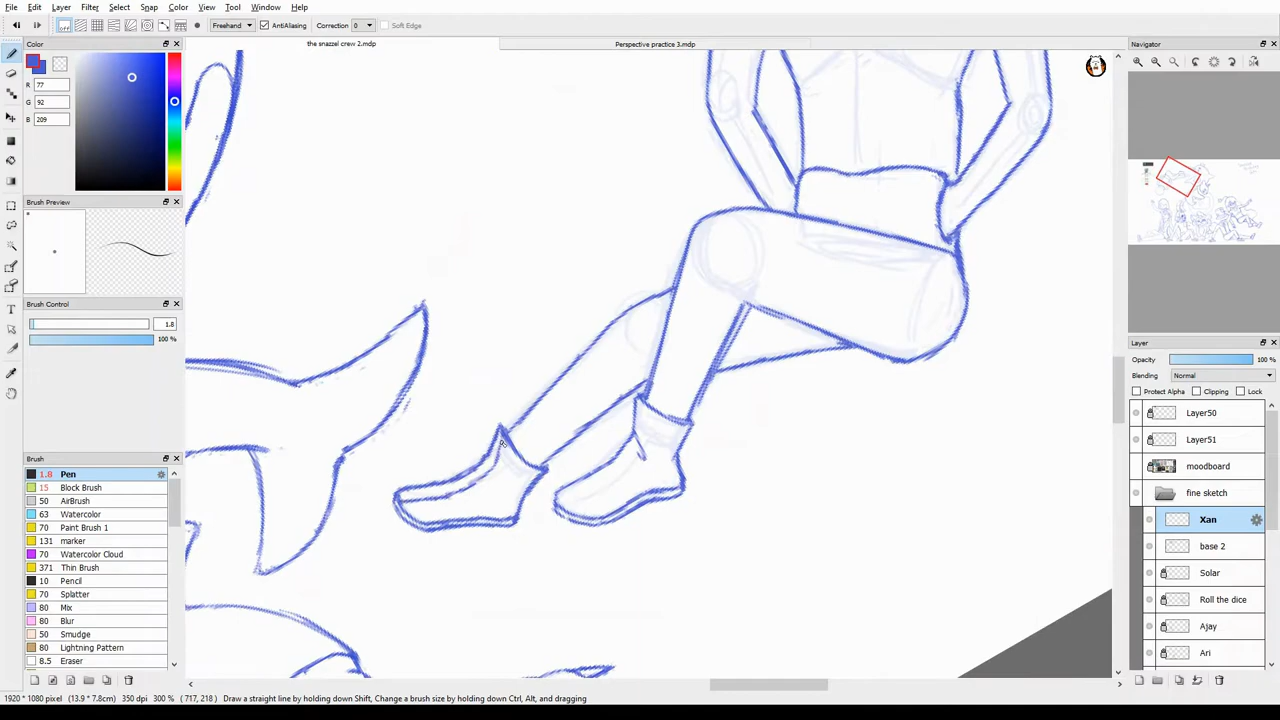 File Edit Filter Select Snap Color View Tool Window Help
Freehand AntiAliasing Correction 0 Soft Edge
Color
the snazzel crew 2.mdp
Perspective practice 3.mdp
Navigator
R 77
G 92
B 209
Brush Preview
Brush Control
1.8
100 %
Layer
Opacity 100 %
Blending Normal
Protect Alpha Clipping Lock
Layer50
Layer51
moodboard
fine sketch
Xan
base 2
Solar
Roll the dice
Ajay
Ari
Brush
1.8 Pen
15 Block Brush
50 AirBrush
63 Watercolor
70 Paint Brush 1
131 marker
70 Watercolor Cloud
371 Thin Brush
10 Pencil
70 Splatter
80 Mix
80 Blur
50 Smudge
80 Lightning Pattern
8.5 Eraser
1920 * 1080 pixel (13.9 * 7.8cm) 350 dpi 300 % ( 717, 218 ) Draw a straight line by holding down Shift, Change a brush size by holding down Ctrl, Alt, and dragging